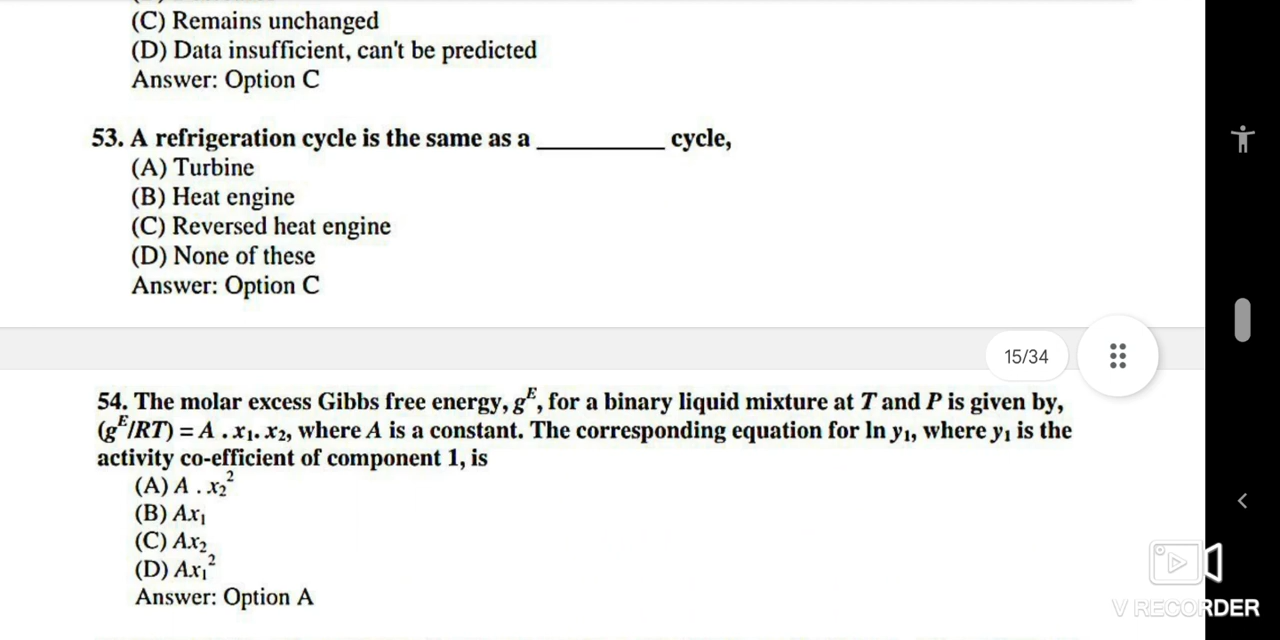 (C) Remains unchanged
(D) Data insufficient, can't be predicted
Answer: Option C
53. A refrigeration cycle is the same as a __________ cycle,
(A) Turbine
(B) Heat engine
(C) Reversed heat engine
(D) None of these
Answer: Option C
15/34
54. The molar excess Gibbs free energy, gᴱ, for a binary liquid mixture at T and P is given by,
(gᴱ/RT) = A . x₁. x₂, where A is a constant. The corresponding equation for ln y₁, where y₁ is the
activity co-efficient of component 1, is
(A) A . x₂²
(B) Ax₁
(C) Ax₂
(D) Ax₁²
Answer: Option A
V RECORDER